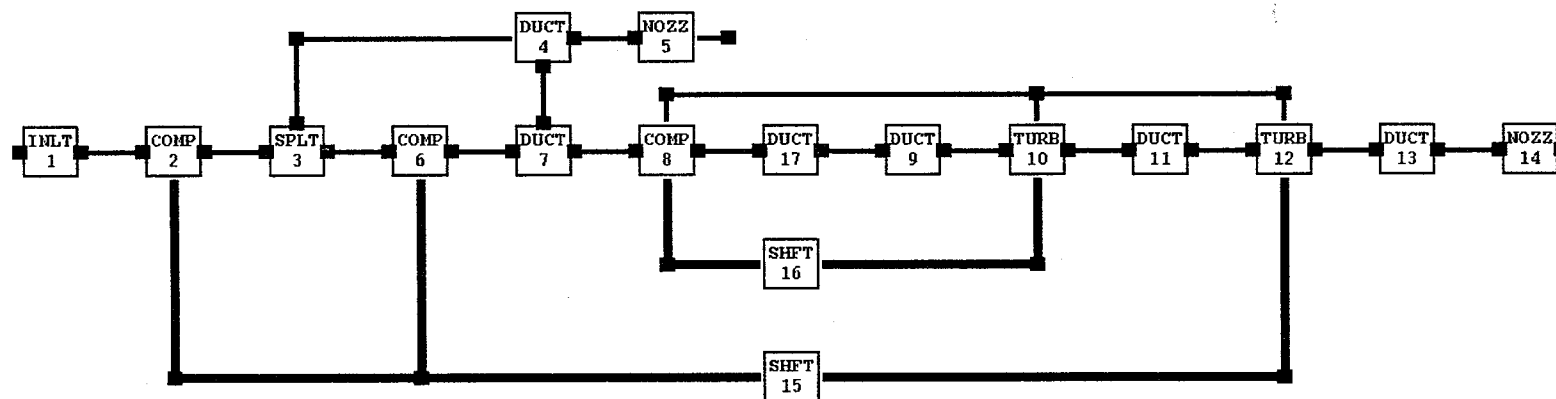 DUCT
4
NOZZ
5
INLT
1
COMP
2
SPLT
3
COMP
6
DUCT
7
COMP
8
DUCT
17
DUCT
9
TURB
10
DUCT
11
TURB
12
DUCT
13
NOZZ
14
SHFT
16
SHFT
15